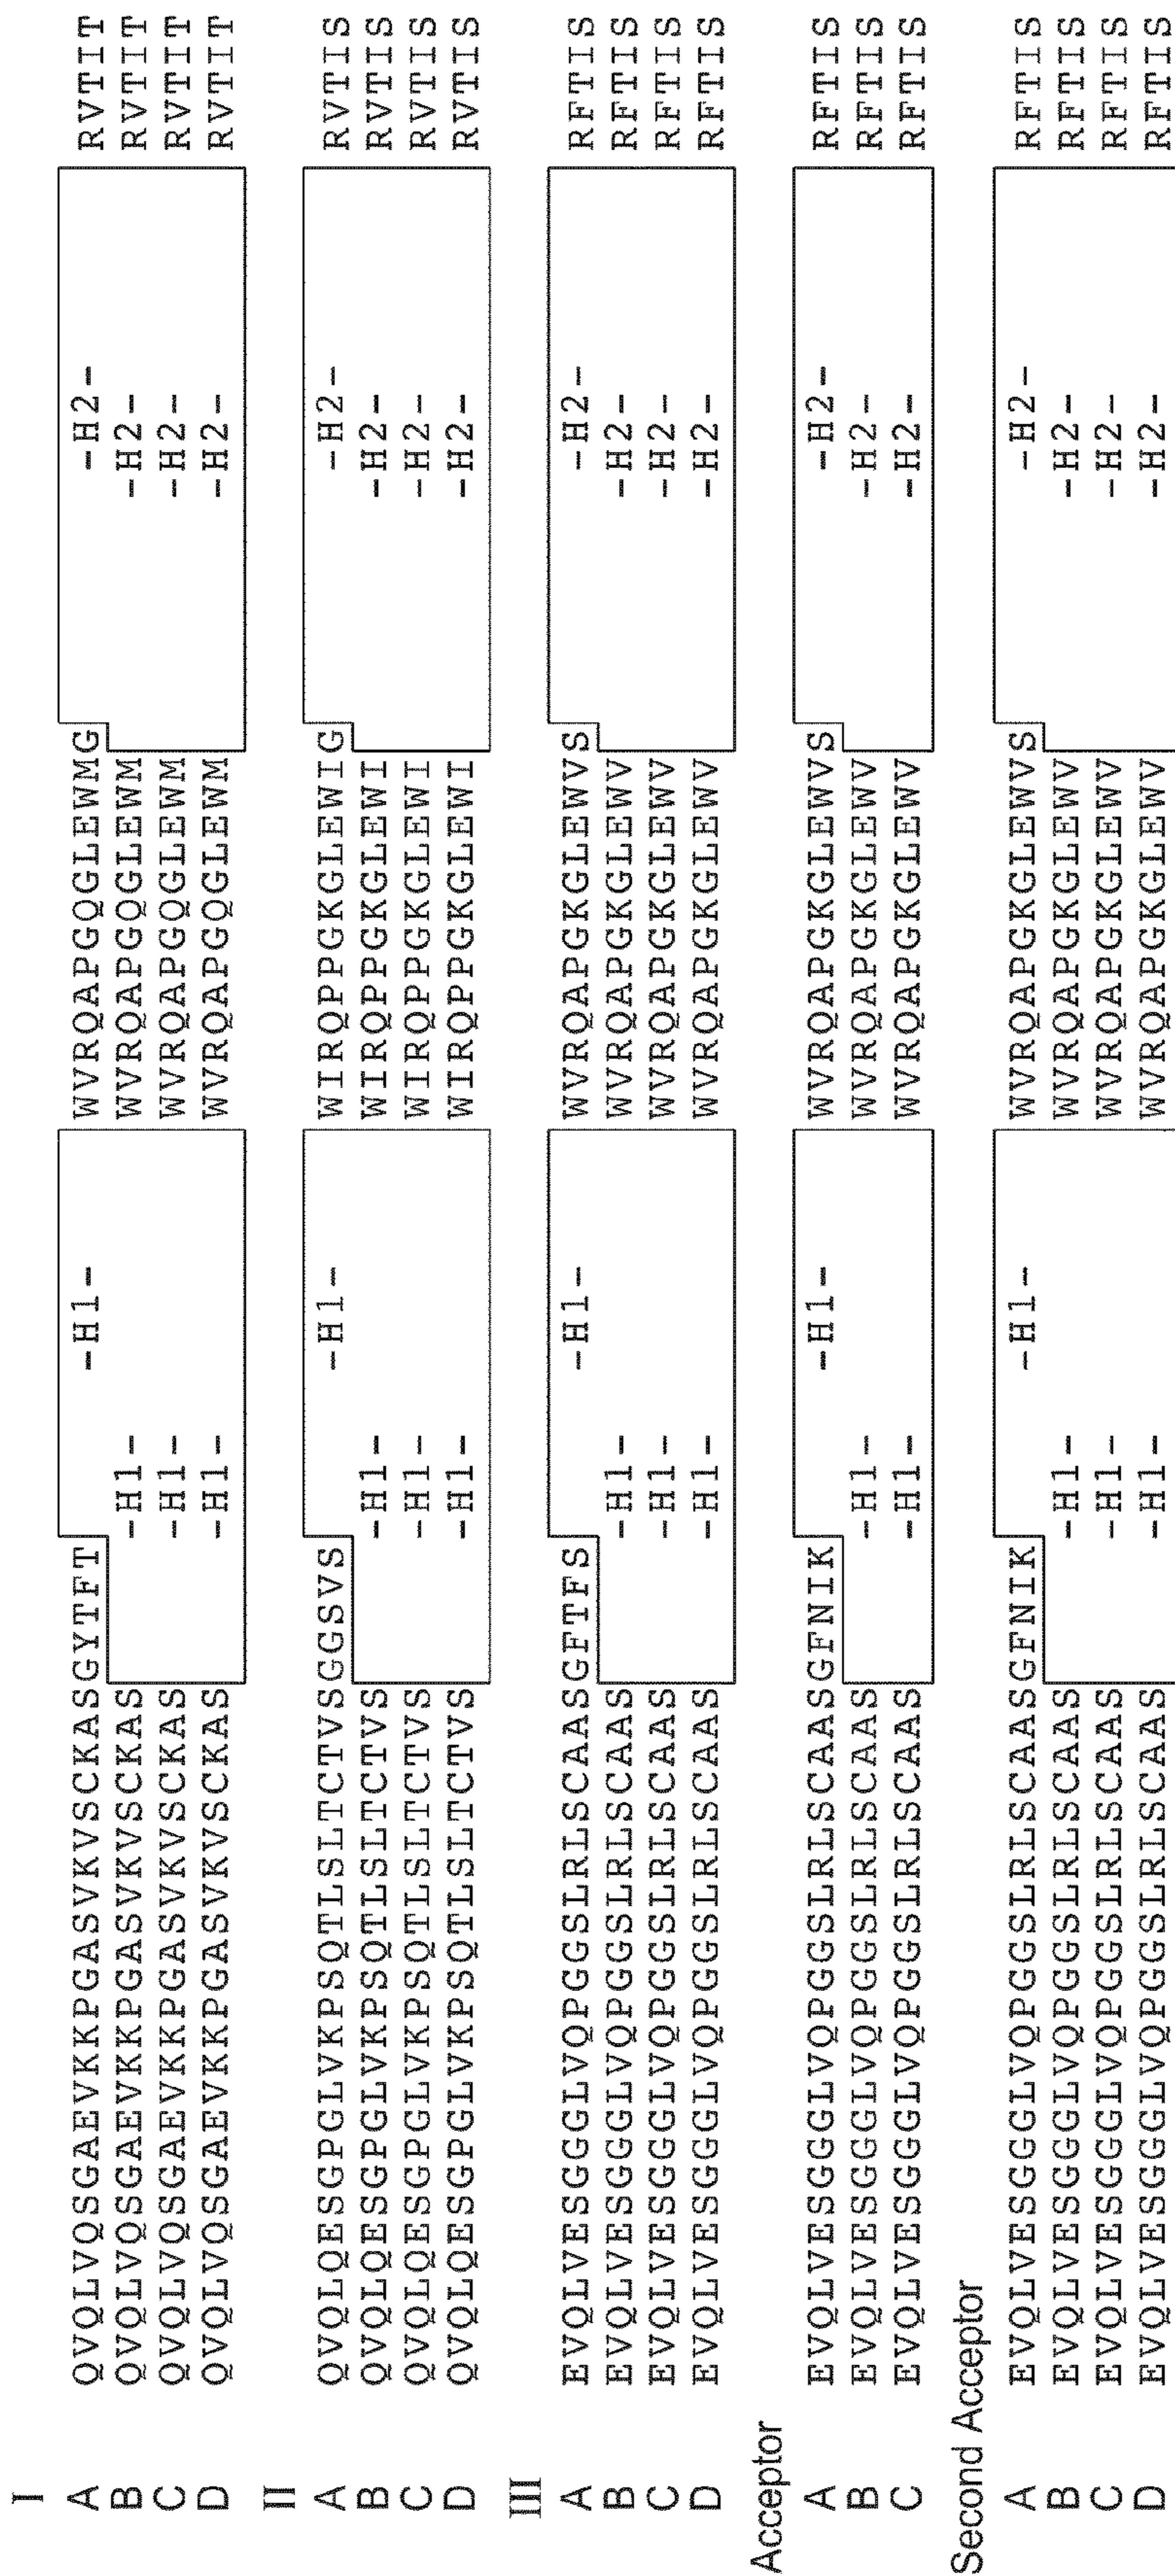 I
A QVQLVQSGAEVKKPGASVKVSCKASGYTFT -H1- WVRQAPGQGLEWMG -H2- RVTIT
B QVQLVQSGAEVKKPGASVKVSCKAS -H1- WVRQAPGQGLEWM -H2- RVTIT
C QVQLVQSGAEVKKPGASVKVSCKAS -H1- WVRQAPGQGLEWM -H2- RVTIT
D QVQLVQSGAEVKKPGASVKVSCKAS -H1- WVRQAPGQGLEWM -H2- RVTIT
II
A QVQLQESGPGLVKPSQTLSLTCTVSGGSVS -H1- WIRQPPGKGLEWIG -H2- RVTIS
B QVQLQESGPGLVKPSQTLSLTCTVS -H1- WIRQPPGKGLEWI -H2- RVTIS
C QVQLQESGPGLVKPSQTLSLTCTVS -H1- WIRQPPGKGLEWI -H2- RVTIS
D QVQLQESGPGLVKPSQTLSLTCTVS -H1- WIRQPPGKGLEWI -H2- RVTIS
III
A EVQLVESGGGLVQPGGSLRLSCAASGFTFS -H1- WVRQAPGKGLEWVS -H2- RFTIS
B EVQLVESGGGLVQPGGSLRLSCAAS -H1- WVRQAPGKGLEWV -H2- RFTIS
C EVQLVESGGGLVQPGGSLRLSCAAS -H1- WVRQAPGKGLEWV -H2- RFTIS
D EVQLVESGGGLVQPGGSLRLSCAAS -H1- WVRQAPGKGLEWV -H2- RFTIS
Acceptor
A EVQLVESGGGLVQPGGSLRLSCAASGFNIK -H1- WVRQAPGKGLEWVS -H2- RFTIS
B EVQLVESGGGLVQPGGSLRLSCAAS -H1- WVRQAPGKGLEWV -H2- RFTIS
C EVQLVESGGGLVQPGGSLRLSCAAS -H1- WVRQAPGKGLEWV -H2- RFTIS
Second Acceptor
A EVQLVESGGGLVQPGGSLRLSCAASGFNIK -H1- WVRQAPGKGLEWVS -H2- RFTIS
B EVQLVESGGGLVQPGGSLRLSCAAS -H1- WVRQAPGKGLEWV -H2- RFTIS
C EVQLVESGGGLVQPGGSLRLSCAAS -H1- WVRQAPGKGLEWV -H2- RFTIS
D EVQLVESGGGLVQPGGSLRLSCAAS -H1- WVRQAPGKGLEWV -H2- RFTIS